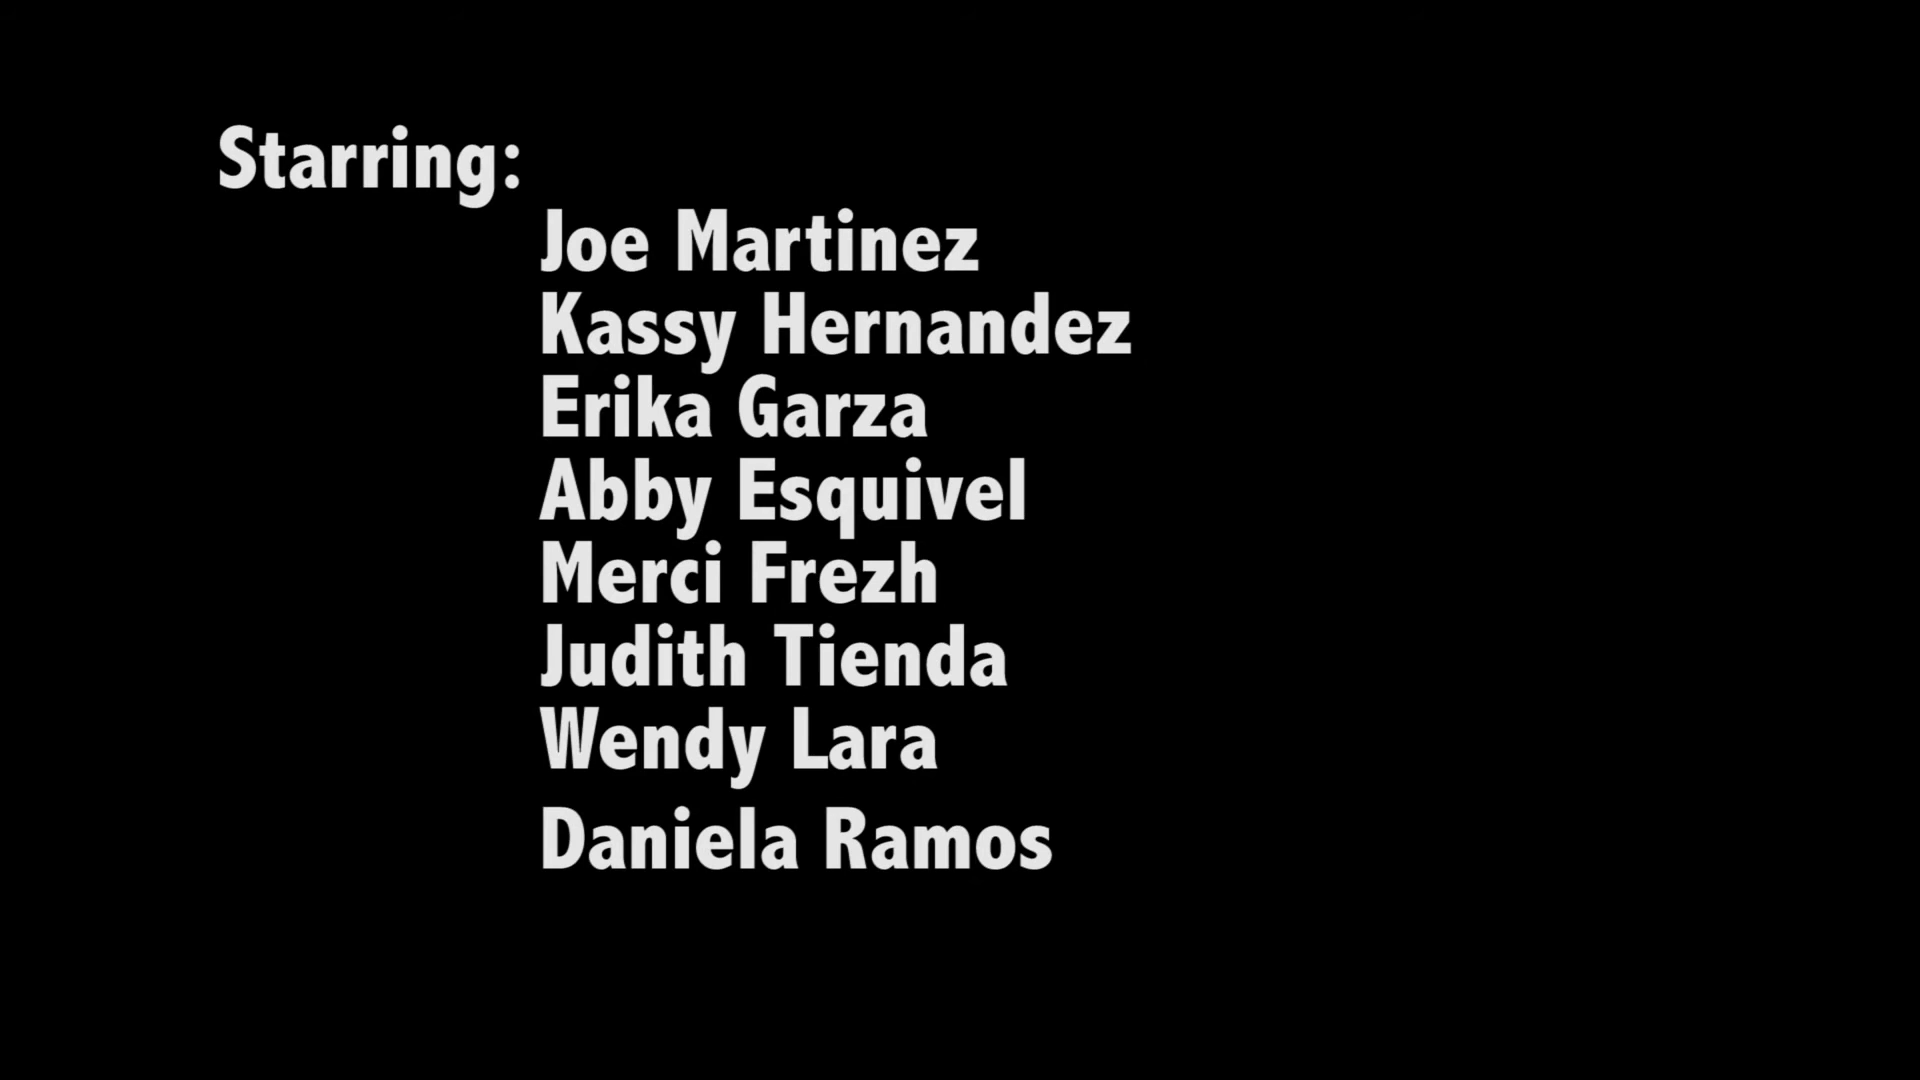 Starring:
Joe Martinez
Kassy Hernandez
Erika Garza
Abby Esquivel
Merci Frezh
Judith Tienda
Wendy Lara
Daniela Ramos